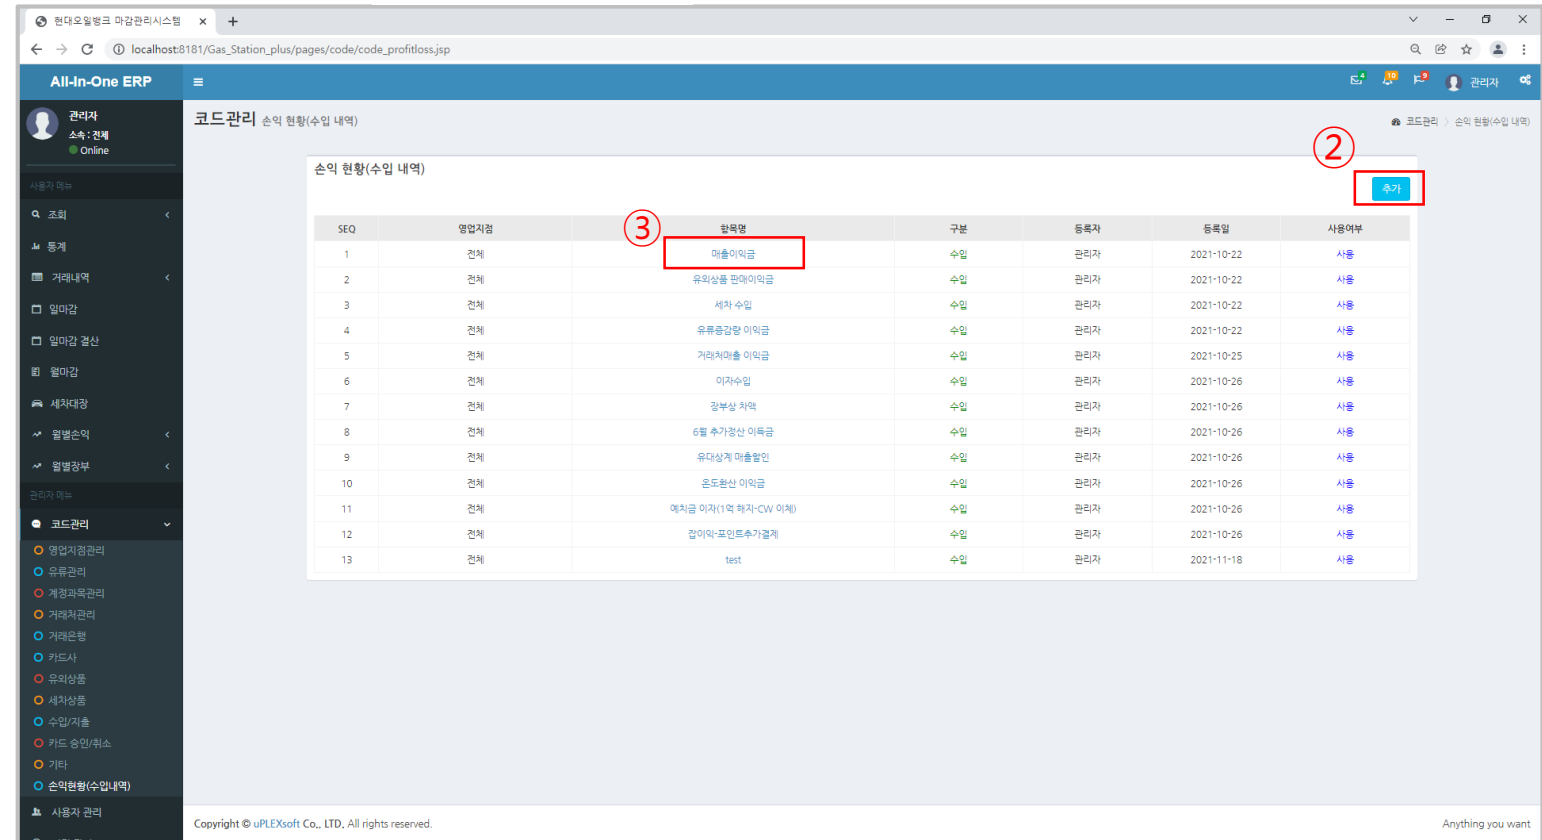 현대오일뱅크 마감관리시스템
localhost:8181/Gas_Station_plus/pages/code/code_profitloss.jsp
All-In-One ERP
4 10 9 관리자
관리자
소속 : 전체
Online
코드관리 손익 현황(수입 내역)
코드관리 > 손익 현황(수입 내역)
사용자 메뉴
조회
통계
거래내역
일마감
일마감 결산
월마감
세차대장
월별손익
월별장부
관리자 메뉴
코드관리
영업지점관리
유류관리
계정과목관리
거래처관리
거래은행
카드사
유외상품
세차상품
수입/지출
카드 승인/취소
기타
손익현황(수입내역)
사용자 관리
손익 현황(수입 내역)
②
추가
③
SEQ 영업지점 항목명 구분 등록자 등록일 사용여부
1 전체 매출이익금 수입 관리자 2021-10-22 사용
2 전체 유외상품 판매이익금 수입 관리자 2021-10-22 사용
3 전체 세차 수입 수입 관리자 2021-10-22 사용
4 전체 유류증감량 이익금 수입 관리자 2021-10-22 사용
5 전체 거래처매출 이익금 수입 관리자 2021-10-25 사용
6 전체 이자수입 수입 관리자 2021-10-26 사용
7 전체 장부상 차액 수입 관리자 2021-10-26 사용
8 전체 6월 추가정산 이득금 수입 관리자 2021-10-26 사용
9 전체 유대상계 매출할인 수입 관리자 2021-10-26 사용
10 전체 온도환산 이익금 수입 관리자 2021-10-26 사용
11 전체 예치금 이자(1억 해지-CW 이체) 수입 관리자 2021-10-26 사용
12 전체 잡이익-포인트추가결제 수입 관리자 2021-10-26 사용
13 전체 test 수입 관리자 2021-11-18 사용
Copyright © uPLEXsoft Co,. LTD. All rights reserved.
Anything you want